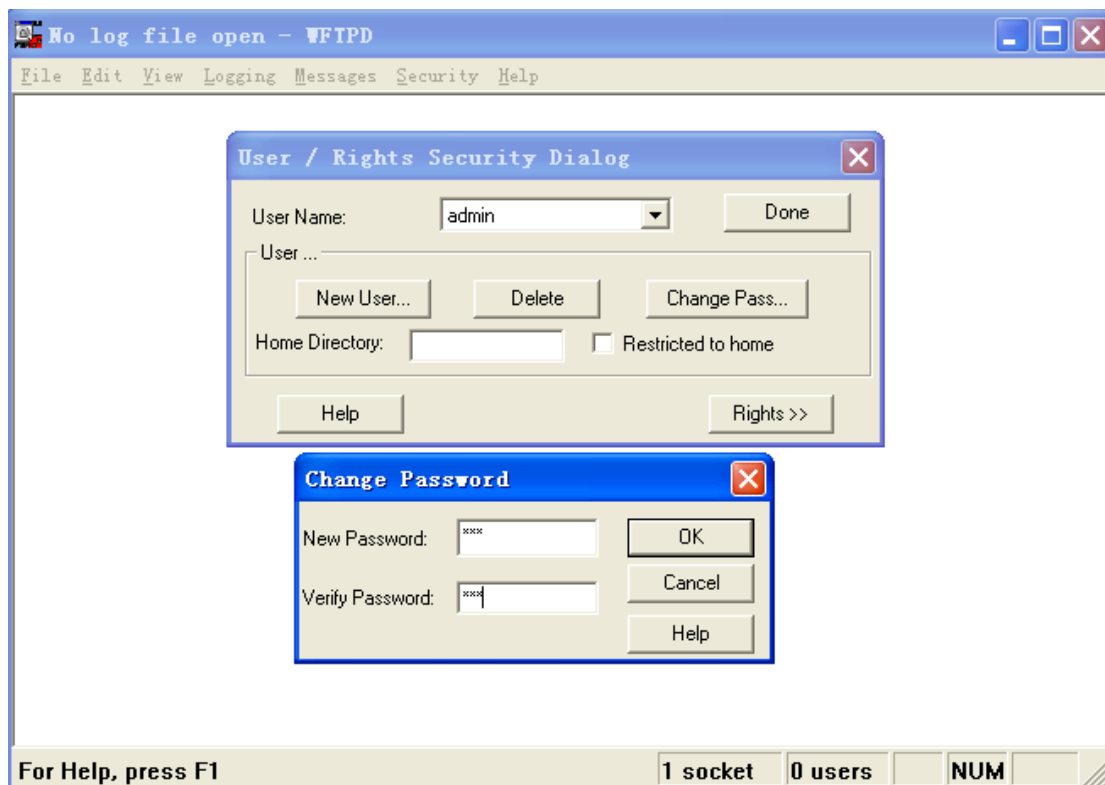 No log file open - WFTPD
File Edit View Logging Messages Security Help
User / Rights Security Dialog
User Name: admin Done
User ...
New User... Delete Change Pass...
Home Directory: Restricted to home
Help Rights >>
Change Password
New Password: *** OK
Cancel
Verify Password: ***
Help
For Help, press F1 1 socket 0 users NUM